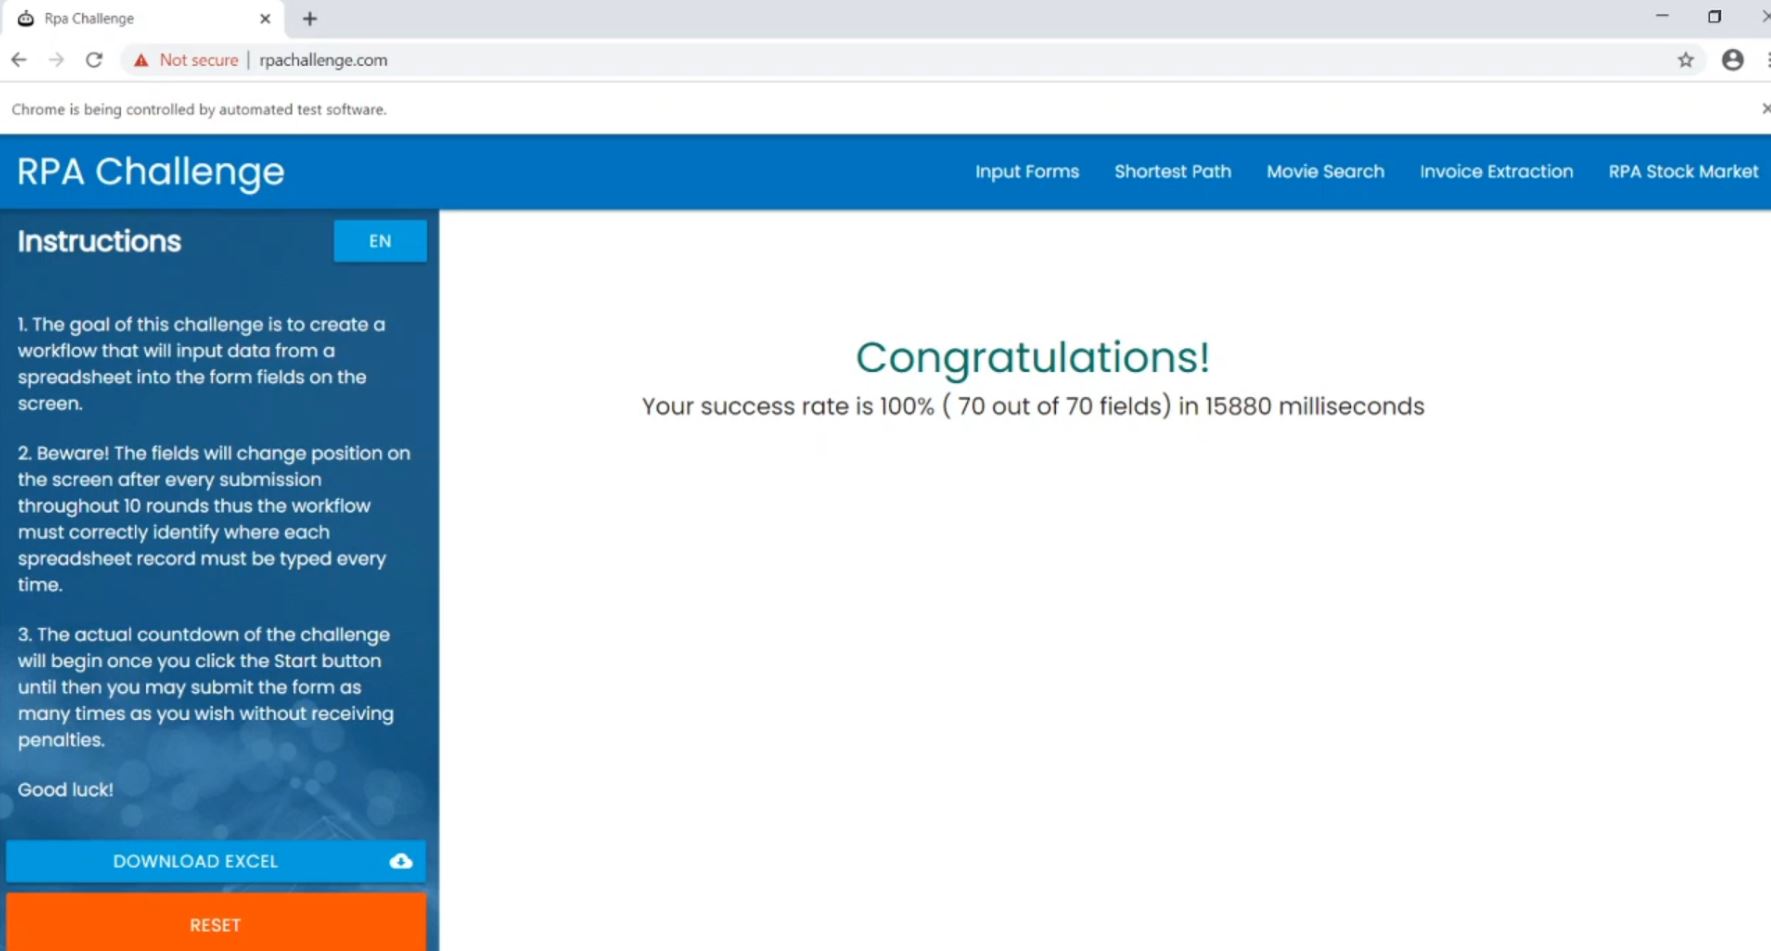 Rpa Challenge
Not secure | rpachallenge.com
Chrome is being controlled by automated test software.
RPA Challenge
Input Forms
Shortest Path
Movie Search
Invoice Extraction
RPA Stock Market
Instructions
EN
1. The goal of this challenge is to create a
workflow that will input data from a
spreadsheet into the form fields on the
screen.
2. Beware! The fields will change position on
the screen after every submission
throughout 10 rounds thus the workflow
must correctly identify where each
spreadsheet record must be typed every
time.
3. The actual countdown of the challenge
will begin once you click the Start button
until then you may submit the form as
many times as you wish without receiving
penalties.
Good luck!
DOWNLOAD EXCEL
RESET
Congratulations!
Your success rate is 100% ( 70 out of 70 fields) in 15880 milliseconds